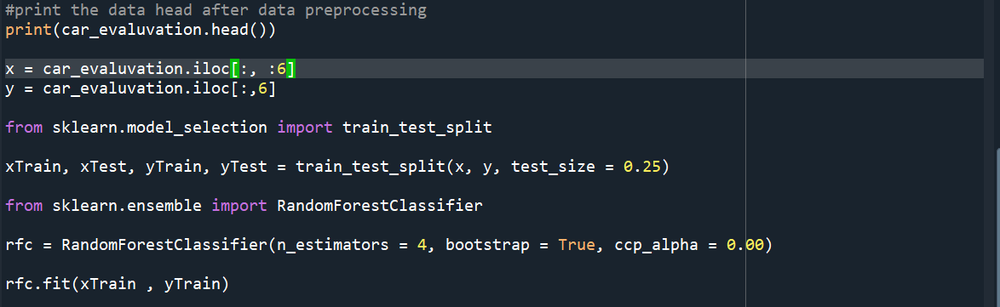 #print the data head after data preprocessing
print(car_evaluvation.head())
x = car_evaluvation.iloc[:, :6]
y = car_evaluvation.iloc[:,6]
from sklearn.model_selection import train_test_split
xTrain, xTest, yTrain, yTest = train_test_split(x, y, test_size = 0.25)
from sklearn.ensemble import RandomForestClassifier
rfc = RandomForestClassifier(n_estimators = 4, bootstrap = True, ccp_alpha = 0.00)
rfc.fit(xTrain , yTrain)